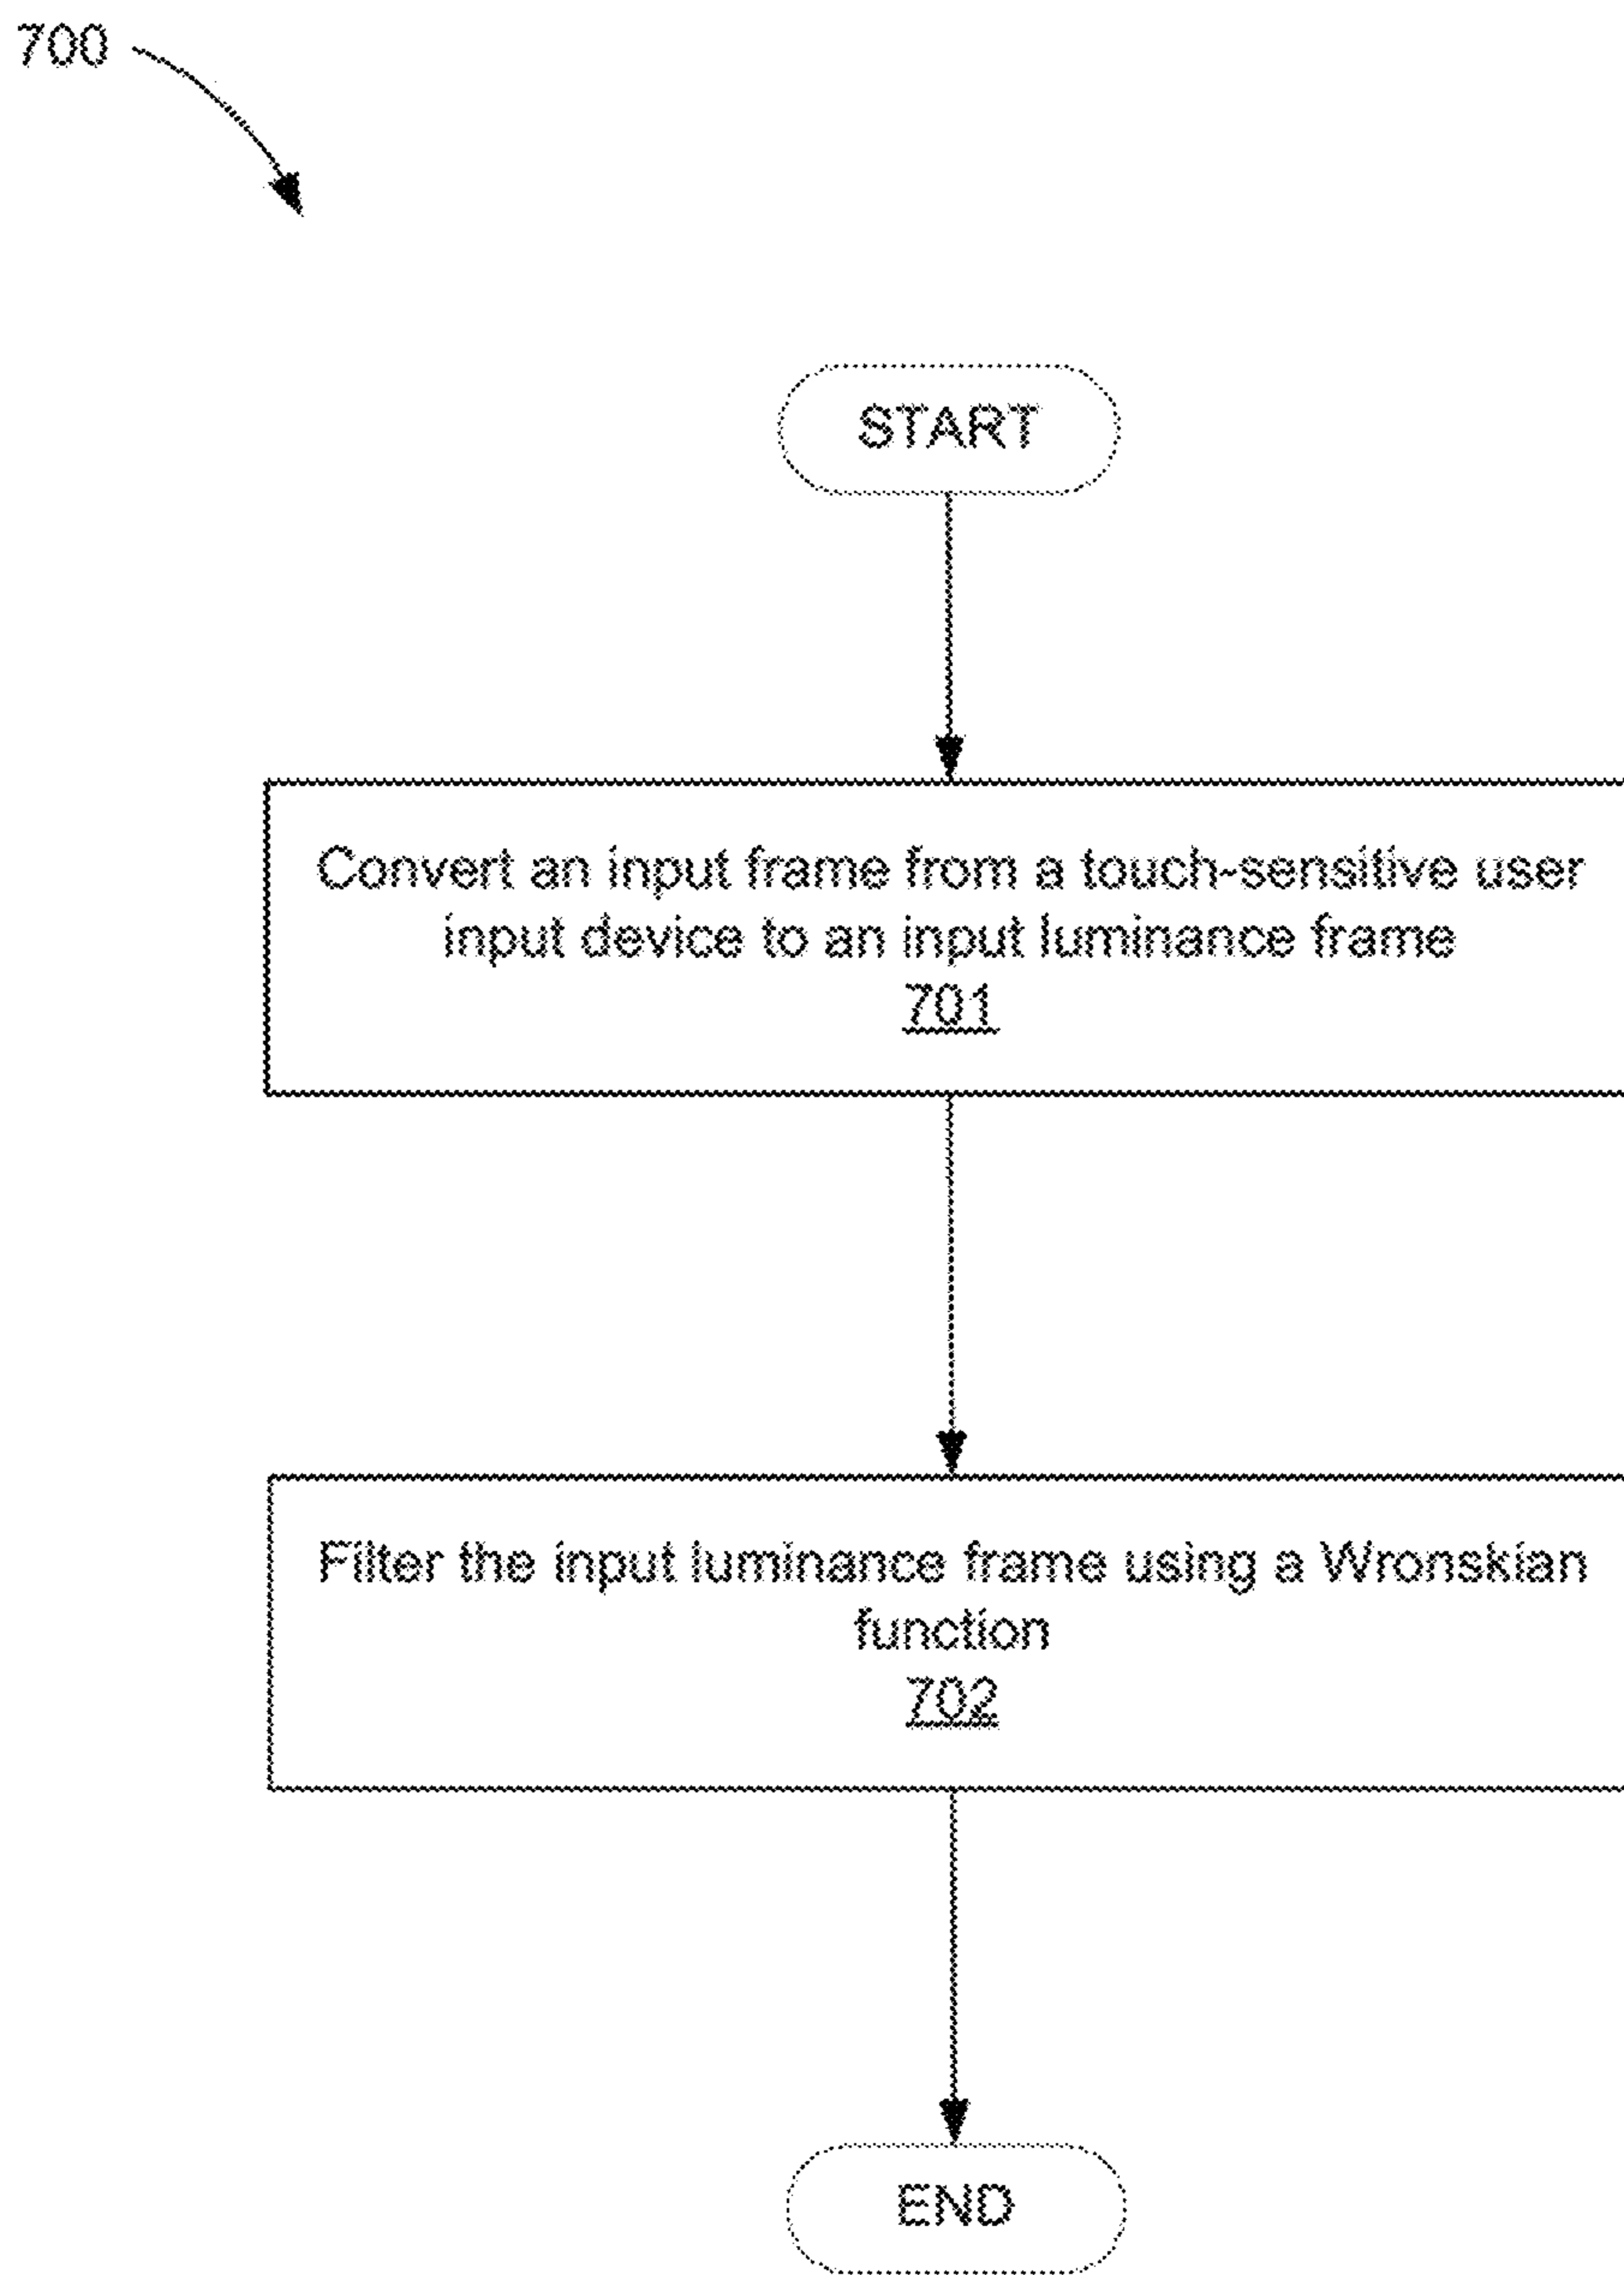 700
START
Convert an input frame from a touch-sensitive user
input device to an input luminance frame
701
Filter the input luminance frame using a Wronskian
function
702
END